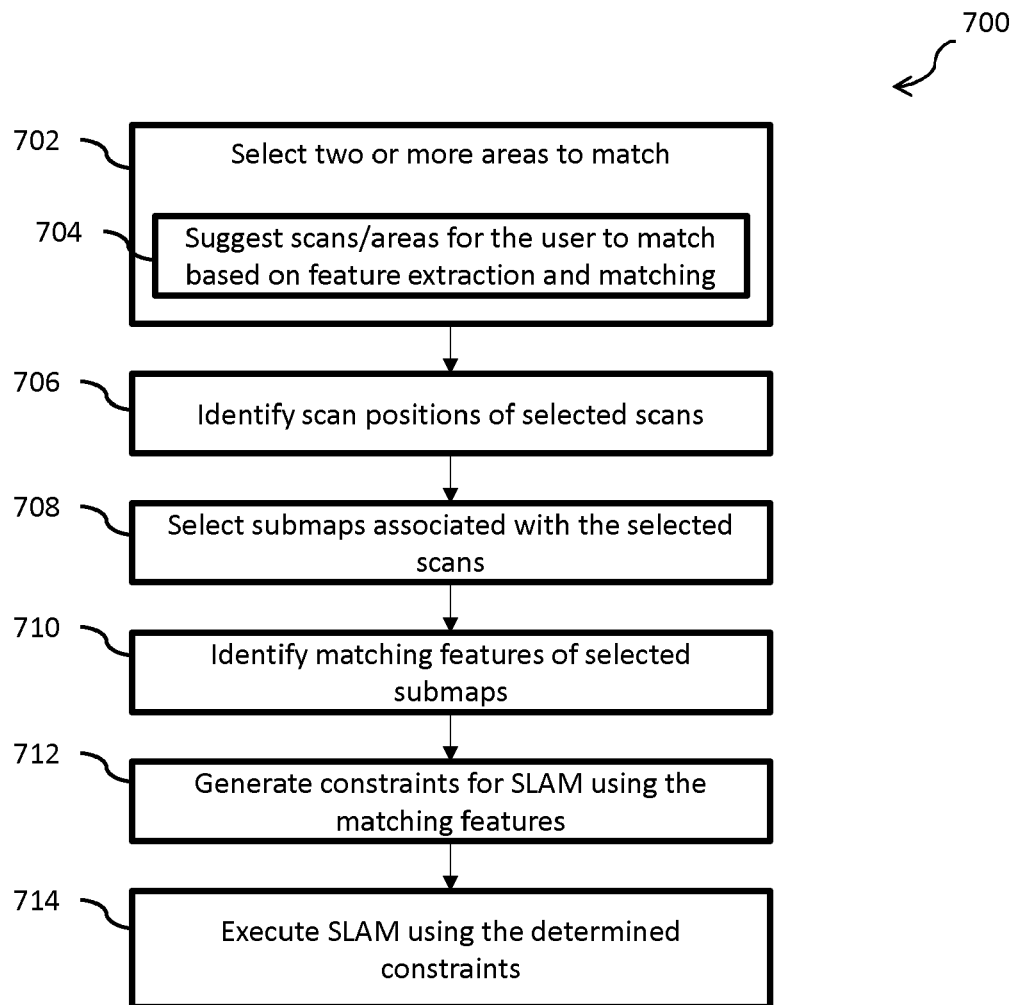 700
702
Select two or more areas to match
704
Suggest scans/areas for the user to match
based on feature extraction and matching
706
Identify scan positions of selected scans
708
Select submaps associated with the selected
scans
710
Identify matching features of selected
submaps
712
Generate constraints for SLAM using the
matching features
714
Execute SLAM using the determined
constraints